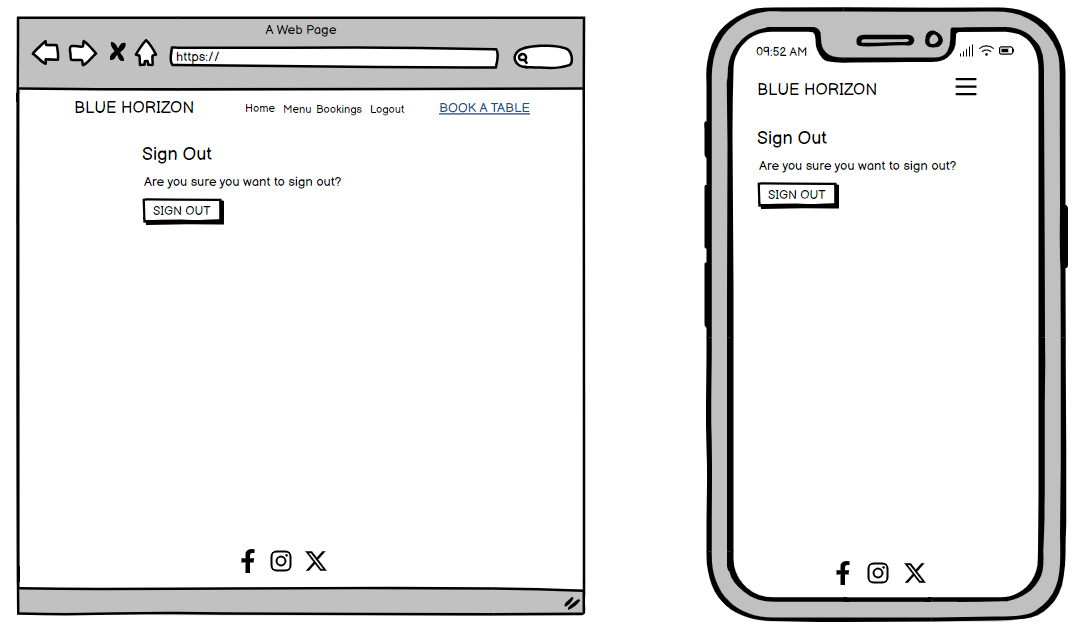 A Web Page
https://
BLUE HORIZON Home Menu Bookings Logout BOOK A TABLE
Sign Out
Are you sure you want to sign out?
SIGN OUT
09:52 AM
BLUE HORIZON
Sign Out
Are you sure you want to sign out?
SIGN OUT